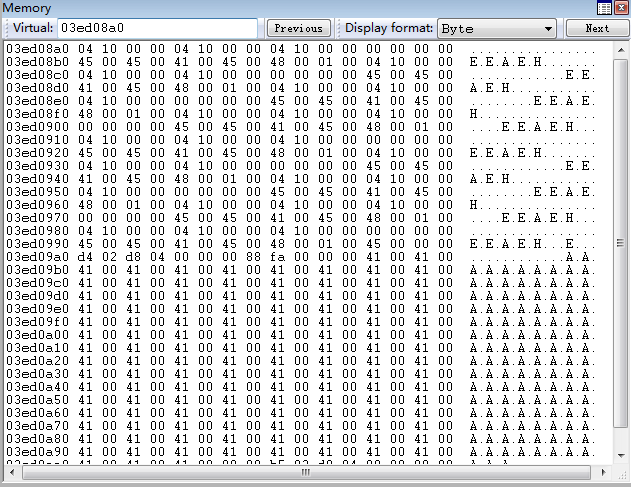 Memory
Virtual: 03ed08a0 Previous Display format: Byte Next
03ed08a0 04 10 00 00 04 10 00 00 04 10 00 00 00 00 00 00 ................
03ed08b0 45 00 45 00 41 00 45 00 48 00 01 00 04 10 00 00 E.E.A.E.H.......
03ed08c0 04 10 00 00 04 10 00 00 00 00 00 00 45 00 45 00 ............E.E.
03ed08d0 41 00 45 00 48 00 01 00 04 10 00 00 04 10 00 00 A.E.H...........
03ed08e0 04 10 00 00 00 00 00 00 45 00 45 00 41 00 45 00 ........E.E.A.E.
03ed08f0 48 00 01 00 04 10 00 00 04 10 00 00 04 10 00 00 H...............
03ed0900 00 00 00 00 45 00 45 00 41 00 45 00 48 00 01 00 ....E.E.A.E.H...
03ed0910 04 10 00 00 04 10 00 00 04 10 00 00 00 00 00 00 ................
03ed0920 45 00 45 00 41 00 45 00 48 00 01 00 04 10 00 00 E.E.A.E.H.......
03ed0930 04 10 00 00 04 10 00 00 00 00 00 00 45 00 45 00 ............E.E.
03ed0940 41 00 45 00 48 00 01 00 04 10 00 00 04 10 00 00 A.E.H...........
03ed0950 04 10 00 00 00 00 00 00 45 00 45 00 41 00 45 00 ........E.E.A.E.
03ed0960 48 00 01 00 04 10 00 00 04 10 00 00 04 10 00 00 H...............
03ed0970 00 00 00 00 45 00 45 00 41 00 45 00 48 00 01 00 ....E.E.A.E.H...
03ed0980 04 10 00 00 04 10 00 00 04 10 00 00 00 00 00 00 ................
03ed0990 45 00 45 00 41 00 45 00 48 00 01 00 45 00 00 00 E.E.A.E.H...E...
03ed09a0 d4 02 d8 04 00 00 00 88 fa 00 00 00 41 00 41 00 ............A.A.
03ed09b0 41 00 41 00 41 00 41 00 41 00 41 00 41 00 41 00 A.A.A.A.A.A.A.A.
03ed09c0 41 00 41 00 41 00 41 00 41 00 41 00 41 00 41 00 A.A.A.A.A.A.A.A.
03ed09d0 41 00 41 00 41 00 41 00 41 00 41 00 41 00 41 00 A.A.A.A.A.A.A.A.
03ed09e0 41 00 41 00 41 00 41 00 41 00 41 00 41 00 41 00 A.A.A.A.A.A.A.A.
03ed09f0 41 00 41 00 41 00 41 00 41 00 41 00 41 00 41 00 A.A.A.A.A.A.A.A.
03ed0a00 41 00 41 00 41 00 41 00 41 00 41 00 41 00 41 00 A.A.A.A.A.A.A.A.
03ed0a10 41 00 41 00 41 00 41 00 41 00 41 00 41 00 41 00 A.A.A.A.A.A.A.A.
03ed0a20 41 00 41 00 41 00 41 00 41 00 41 00 41 00 41 00 A.A.A.A.A.A.A.A.
03ed0a30 41 00 41 00 41 00 41 00 41 00 41 00 41 00 41 00 A.A.A.A.A.A.A.A.
03ed0a40 41 00 41 00 41 00 41 00 41 00 41 00 41 00 41 00 A.A.A.A.A.A.A.A.
03ed0a50 41 00 41 00 41 00 41 00 41 00 41 00 41 00 41 00 A.A.A.A.A.A.A.A.
03ed0a60 41 00 41 00 41 00 41 00 41 00 41 00 41 00 41 00 A.A.A.A.A.A.A.A.
03ed0a70 41 00 41 00 41 00 41 00 41 00 41 00 41 00 41 00 A.A.A.A.A.A.A.A.
03ed0a80 41 00 41 00 41 00 41 00 41 00 41 00 41 00 41 00 A.A.A.A.A.A.A.A.
03ed0a90 41 00 41 00 41 00 41 00 41 00 41 00 41 00 41 00 A.A.A.A.A.A.A.A.